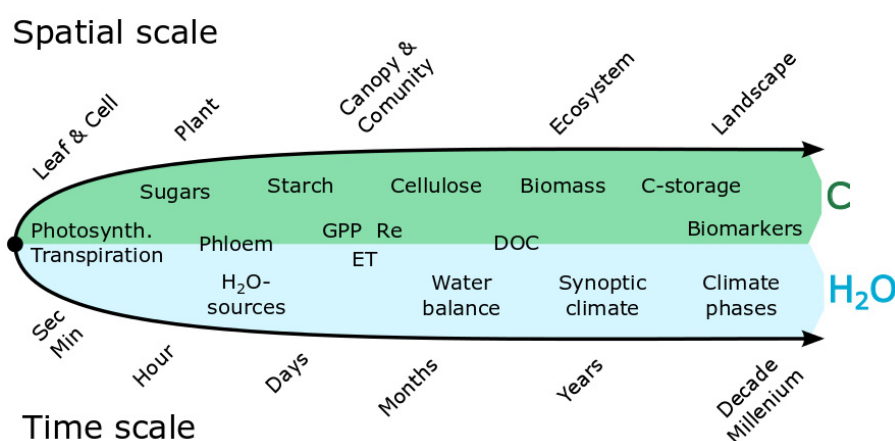 Spatial scale
Leaf & Cell
Plant
Canopy &
Comunity
Ecosystem
Landscape
Sugars
Starch
Cellulose
Biomass
C-storage
C
Photosynth.
Transpiration
Phloem
GPP Re
ET
DOC
Biomarkers
H₂O-
sources
Water
balance
Synoptic
climate
Climate
phases
H₂O
Sec
Min
Hour
Days
Months
Years
Decade
Millenium
Time scale